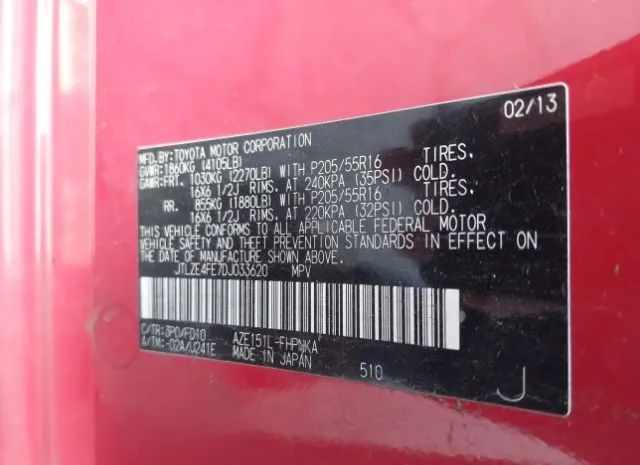 02/13
MFD.BY:TOYOTA MOTOR CORPORATION
GVWR:1860KG (4105LB)
GAWR:FRT. 1030KG (2270LB) WITH P205/55R16 TIRES,
16X6 1/2J RIMS. AT 240KPA (35PSI) COLD.
RR. 855KG (1880LB) WITH P205/55R16 TIRES,
16X6 1/2J RIMS. AT 220KPA (32PSI) COLD.
THIS VEHICLE CONFORMS TO ALL APPLICABLE FEDERAL MOTOR
VEHICLE SAFETY AND THEFT PREVENTION STANDARDS IN EFFECT ON
THE DATE OF MANUFACTURE SHOWN ABOVE.
JTLZE4FE7DJ033620 MPV
C/TR:3P0/FD10 AZE151L-FHPNKA
A/TM:-02A/U241E MADE IN JAPAN 510
J